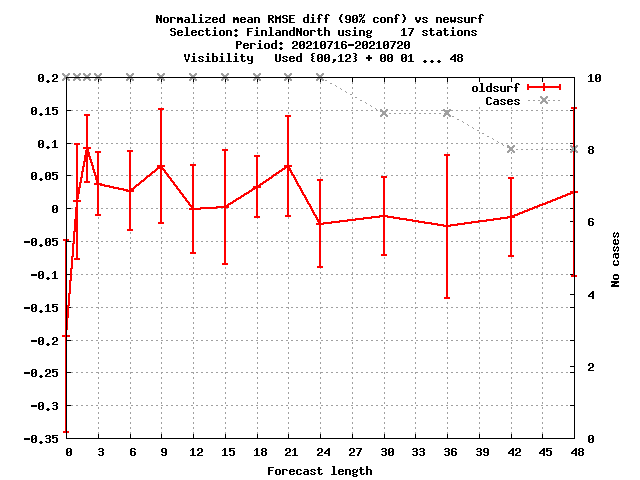 Normalized mean RMSE diff (90% conf) vs newsurf
Selection: FinlandNorth using    17 stations
Period: 20210716-20210720
Visibility   Used {00,12} + 00 01 ... 48
oldsurf
Cases
0.2
0.15
0.1
0.05
0
-0.05
-0.1
-0.15
-0.2
-0.25
-0.3
-0.35
10
8
6
4
2
0
No cases
0 3 6 9 12 15 18 21 24 27 30 33 36 39 42 45 48
Forecast length